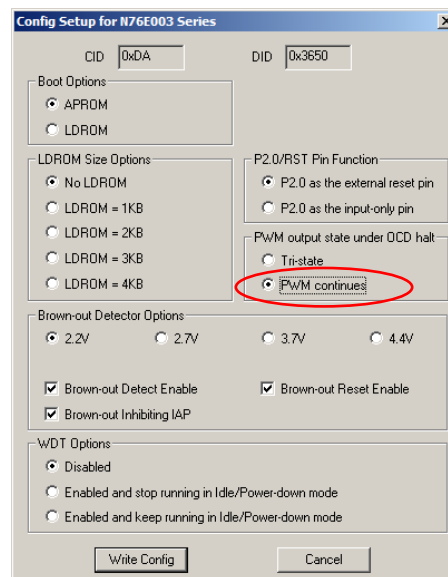 Config Setup for N76E003 Series
CID 0xDA DID 0x3650
Boot Options
APROM
LDROM
LDROM Size Options
No LDROM
LDROM = 1KB
LDROM = 2KB
LDROM = 3KB
LDROM = 4KB
P2.0/RST Pin Function
P2.0 as the external reset pin
P2.0 as the input-only pin
PWM output state under OCD halt
Tri-state
PWM continues
Brown-out Detector Options
2.2V 2.7V 3.7V 4.4V
Brown-out Detect Enable Brown-out Reset Enable
Brown-out Inhibiting IAP
WDT Options
Disabled
Enabled and stop running in Idle/Power-down mode
Enabled and keep running in Idle/Power-down mode
Write Config Cancel